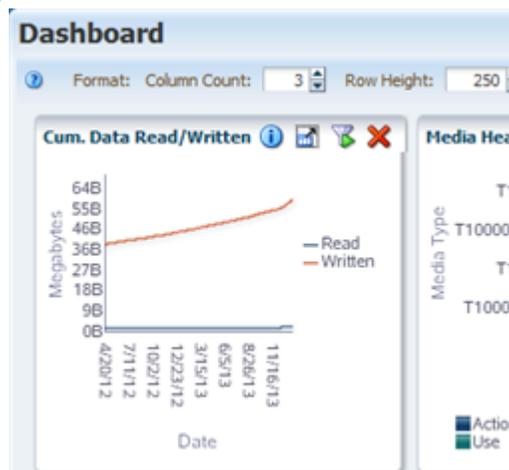 Dashboard
Format: Column Count: 3 Row Height: 250
Cum. Data Read/Written
Megabytes
64B
55B
46B
36B
27B
18B
9B
0B
4/20/12
7/11/12
10/2/12
12/23/12
3/15/13
6/5/13
8/26/13
11/16/13
Date
Read
Written
Media Hea
Media Type
T1
T10000
T1
T1000
Actio
Use